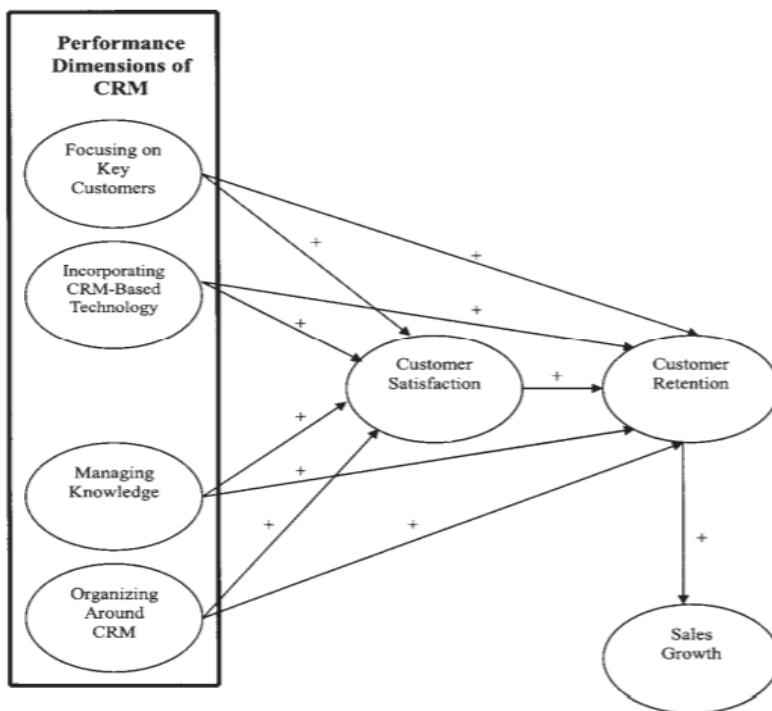 Performance
Dimensions of
CRM
Focusing on
Key
Customers
+
+
Incorporating
CRM-Based
Technology
+
+
Customer
Satisfaction
+
Customer
Retention
+
+
Managing
Knowledge
+
+
+
Organizing
Around
CRM
Sales
Growth